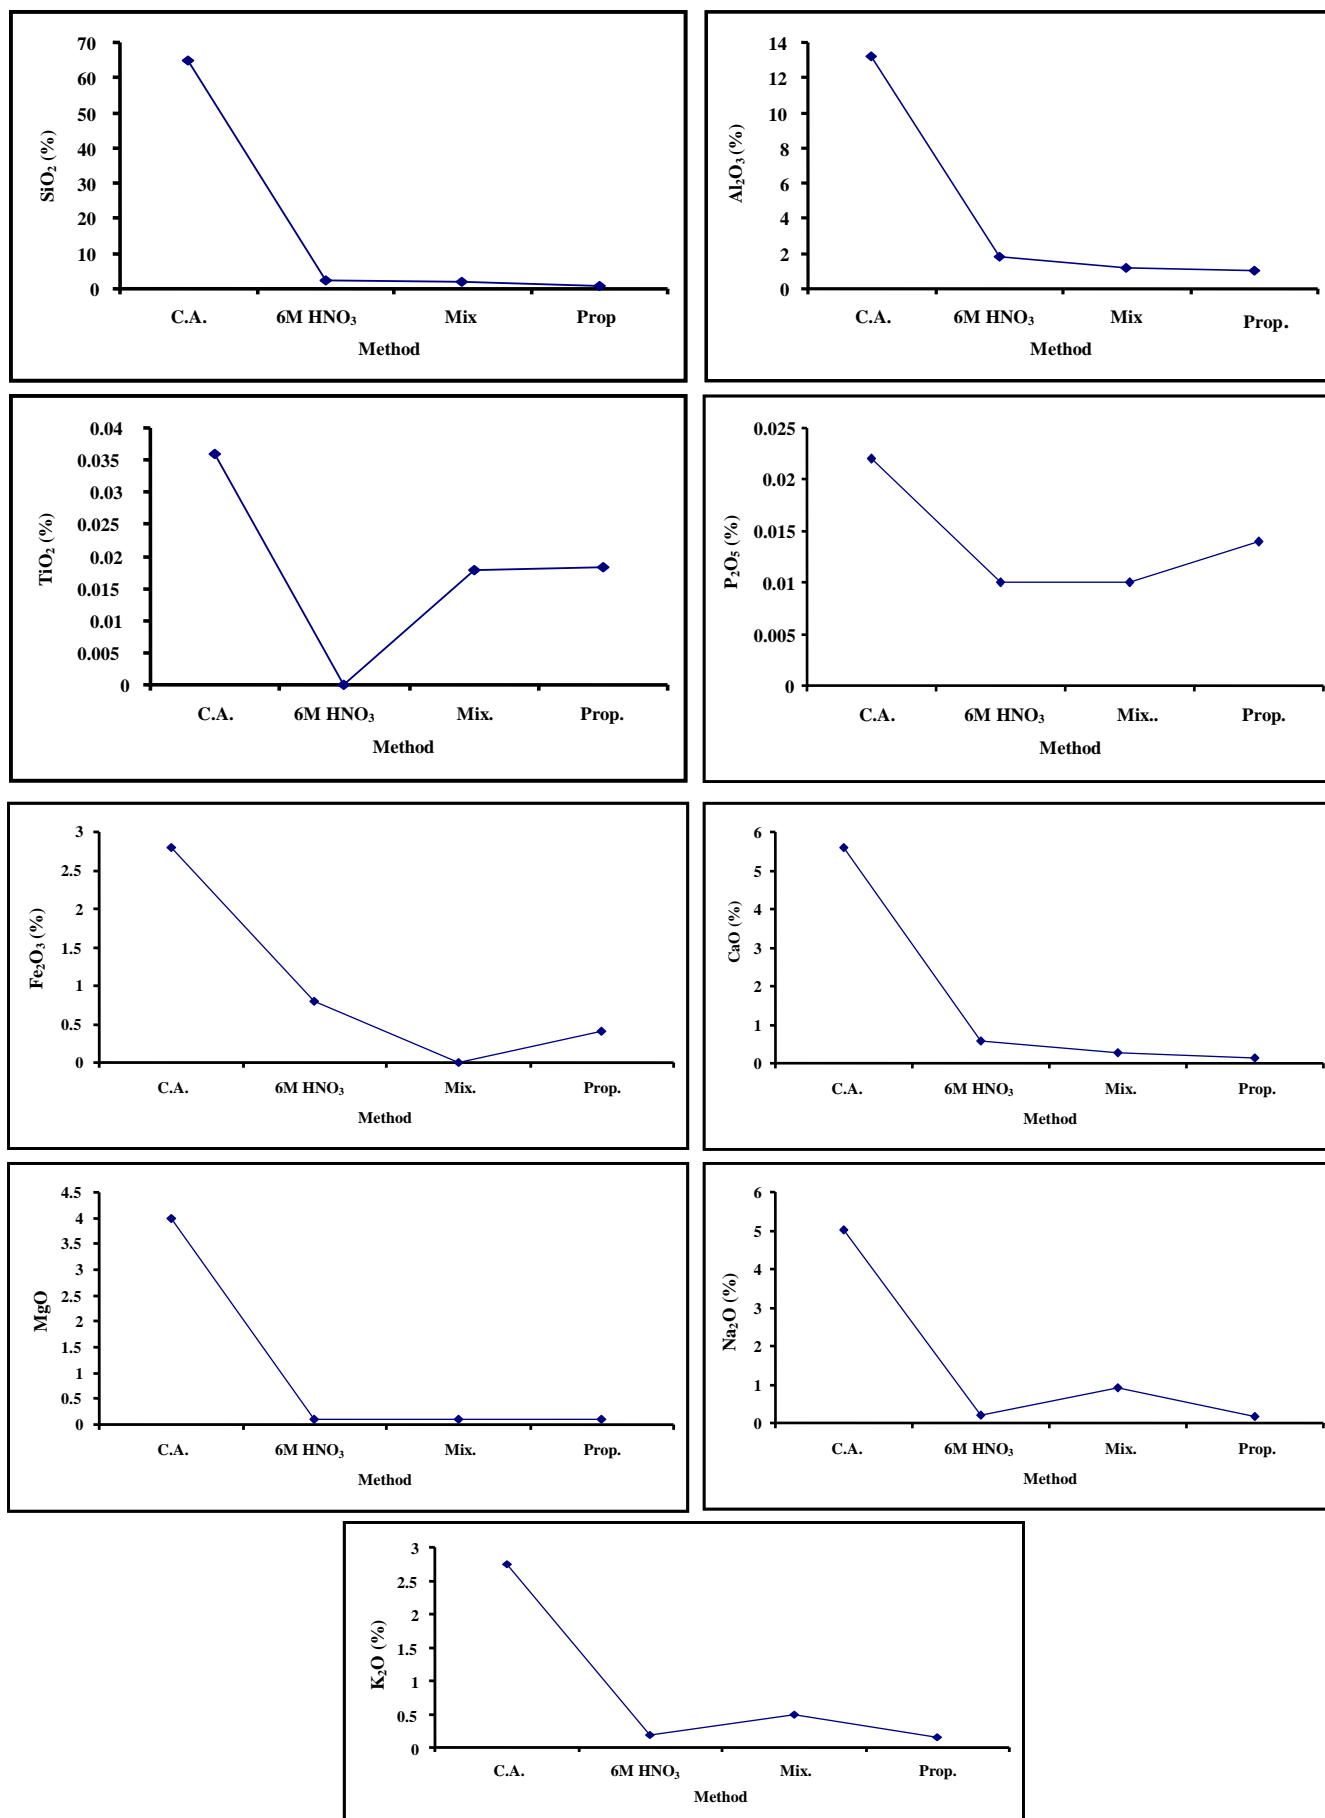 SiO₂ (%)
70
60
50
40
30
20
10
0
C.A. 6M HNO₃ Mix Prop
Method
Al₂O₃ (%)
14
12
10
8
6
4
2
0
C.A. 6M HNO₃ Mix Prop.
Method
TiO₂ (%)
0.04
0.035
0.03
0.025
0.02
0.015
0.01
0.005
0
C.A. 6M HNO₃ Mix. Prop.
Method
P₂O₅ (%)
0.025
0.02
0.015
0.01
0.005
0
C.A. 6M HNO₃ Mix.. Prop.
Method
Fe₂O₃ (%)
3
2.5
2
1.5
1
0.5
0
C.A. 6M HNO₃ Mix. Prop.
Method
CaO (%)
6
5
4
3
2
1
0
C.A. 6M HNO₃ Mix. Prop.
Method
MgO
4.5
4
3.5
3
2.5
2
1.5
1
0.5
0
C.A. 6M HNO₃ Mix. Prop.
Method
Na₂O (%)
6
5
4
3
2
1
0
C.A. 6M HNO₃ Mix. Prop.
Method
K₂O (%)
3
2.5
2
1.5
1
0.5
0
C.A. 6M HNO₃ Mix. Prop.
Method